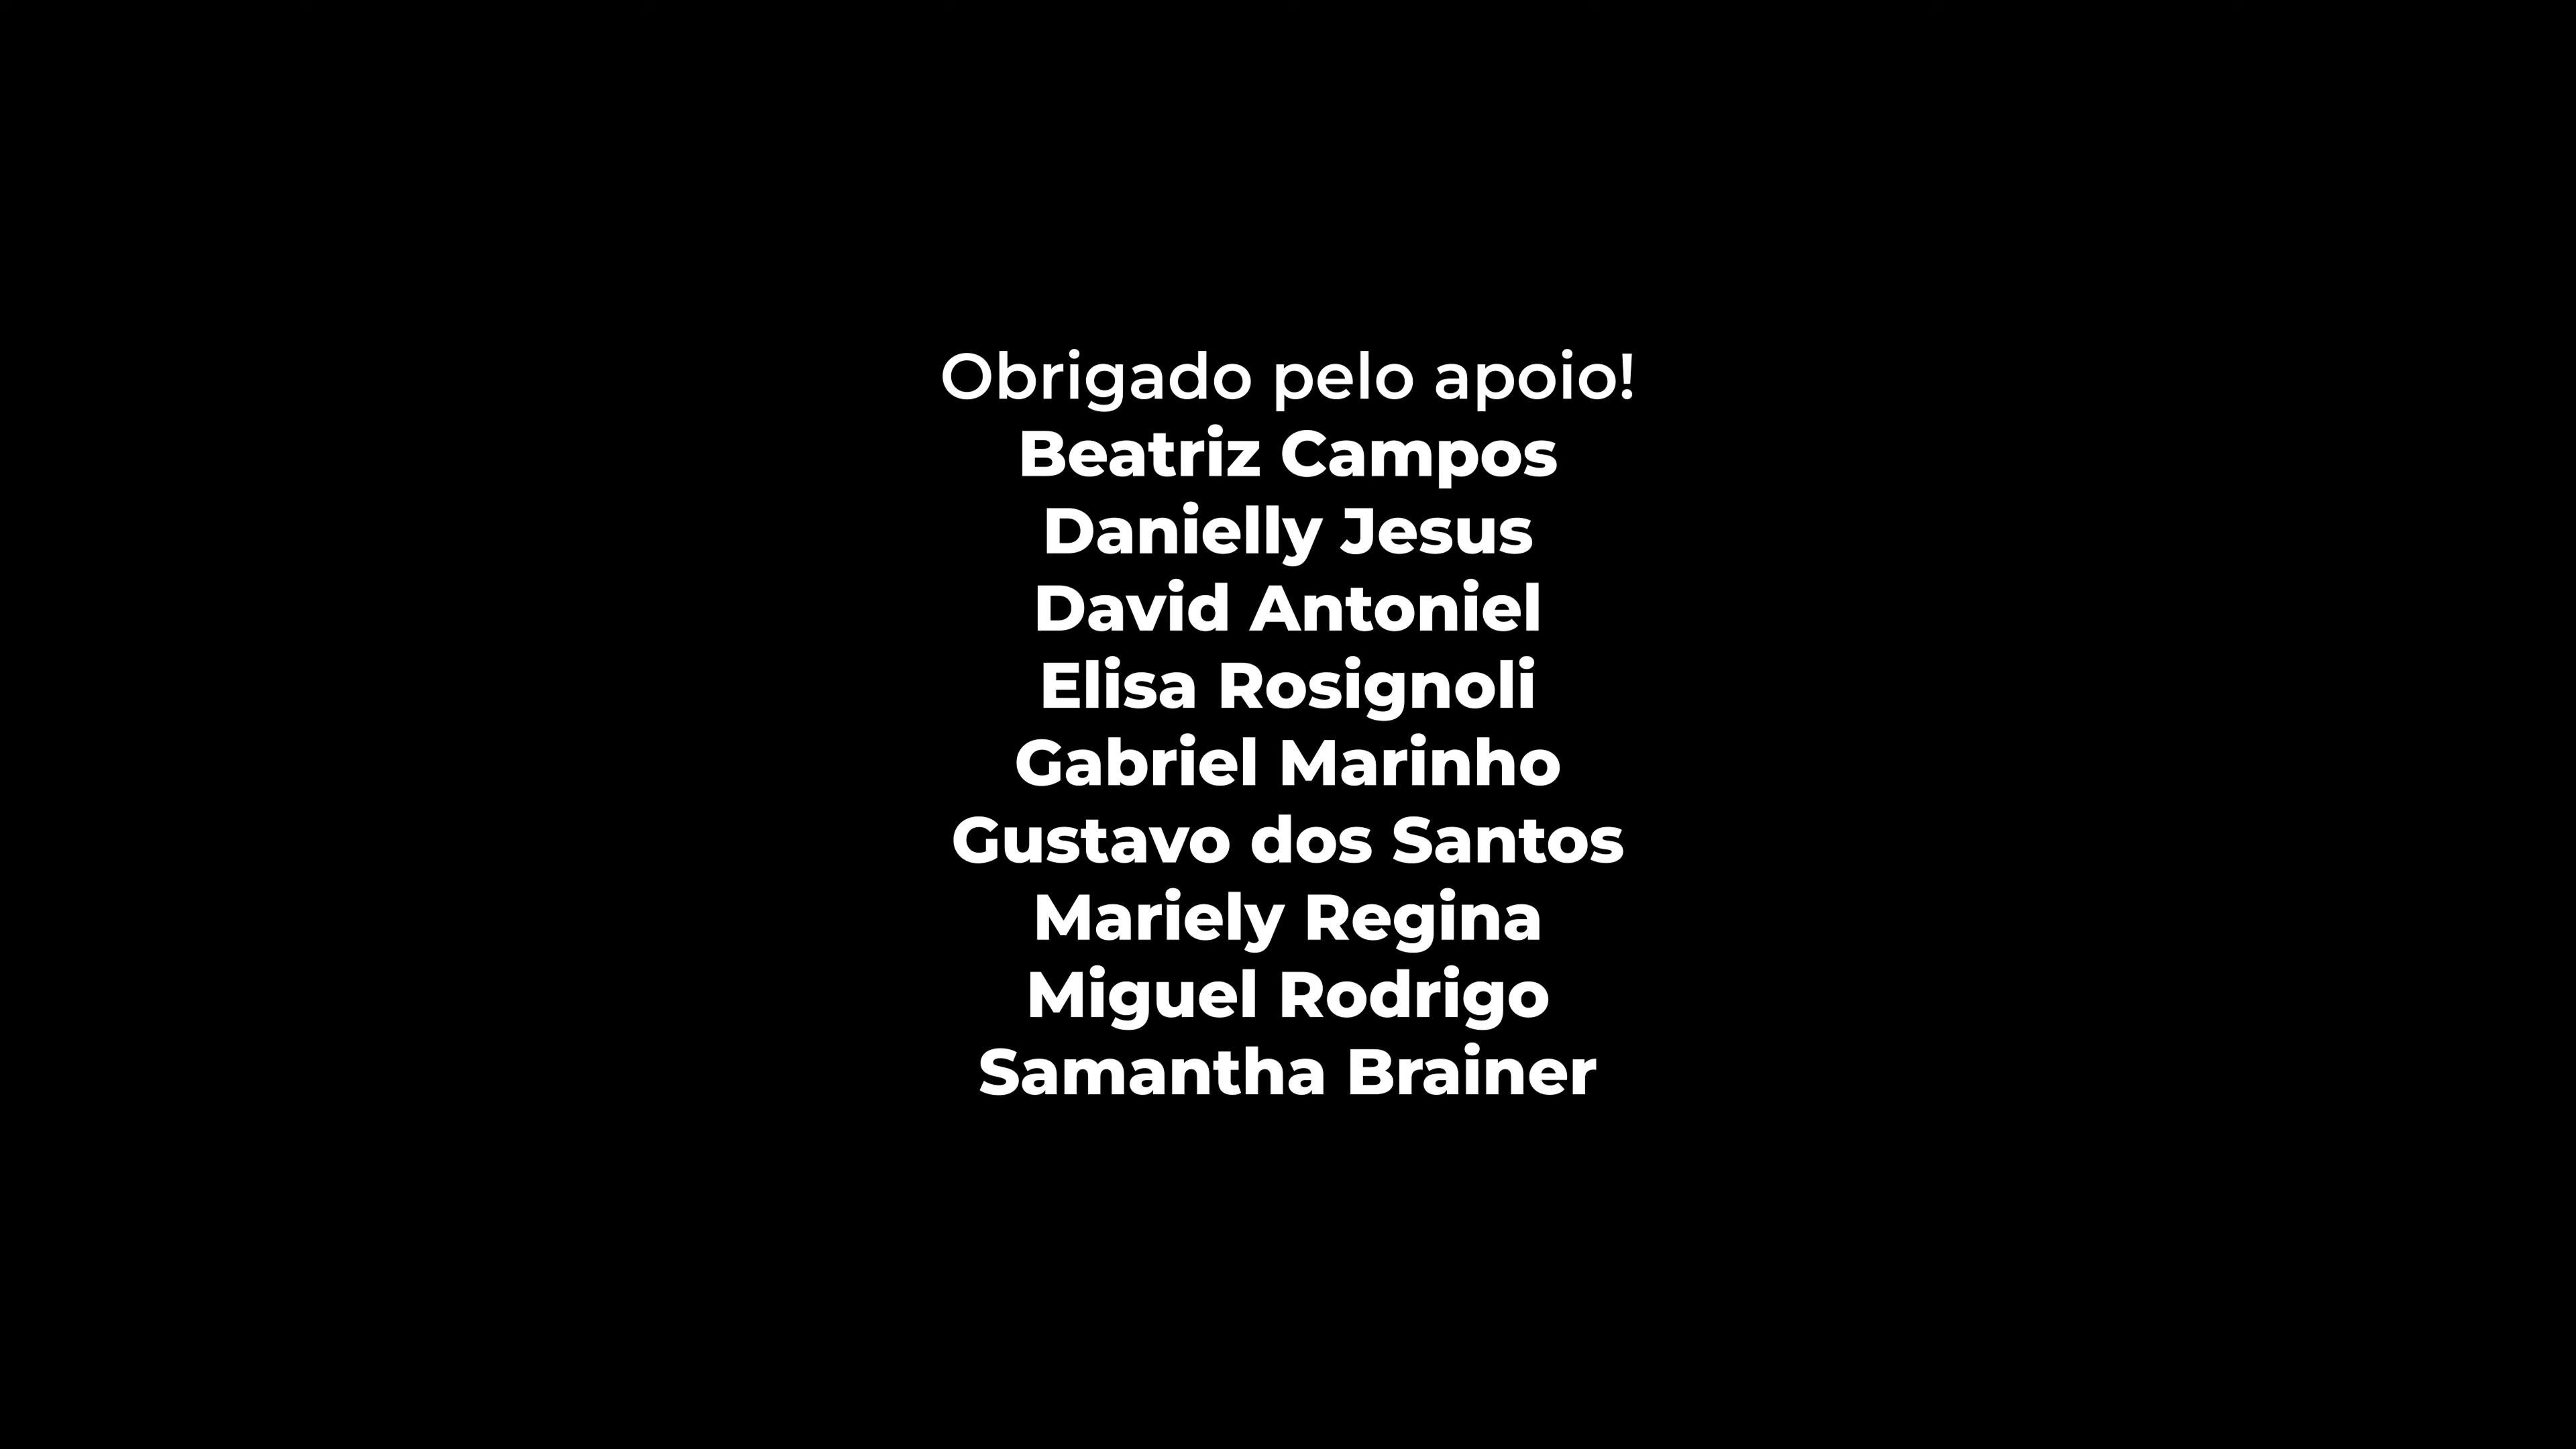 Obrigado pelo apoio!
Beatriz Campos
Danielly Jesus
David Antoniel
Elisa Rosignoli
Gabriel Marinho
Gustavo dos Santos
Mariely Regina
Miguel Rodrigo
Samantha Brainer